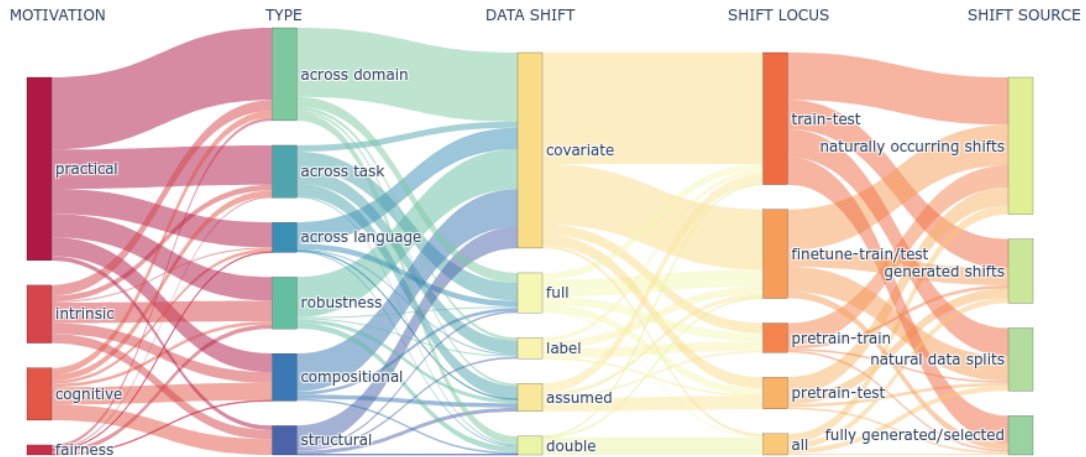 MOTIVATION
TYPE
DATA SHIFT
SHIFT LOCUS
SHIFT SOURCE
practical
intrinsic
cognitive
fairness
across domain
across task
across language
robustness
compositional
structural
covariate
full
label
assumed
double
train-test
finetune-train/test
pretrain-train
pretrain-test
all
naturally occurring shifts
generated shifts
natural data splits
fully generated/selected